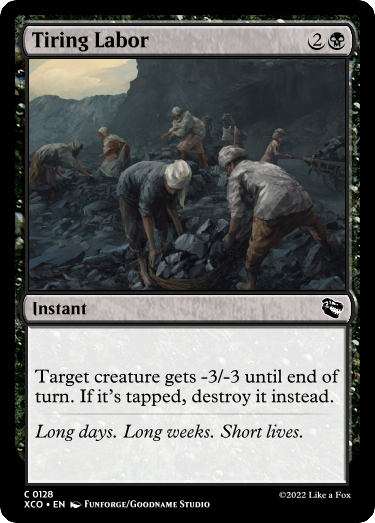 Tiring Labor 2
Instant
Target creature gets -3/-3 until end of
turn. If it's tapped, destroy it instead.
Long days. Long weeks. Short lives.
C 0128
XCO • EN Funforge/Goodname Studio
©2022 Like a Fox